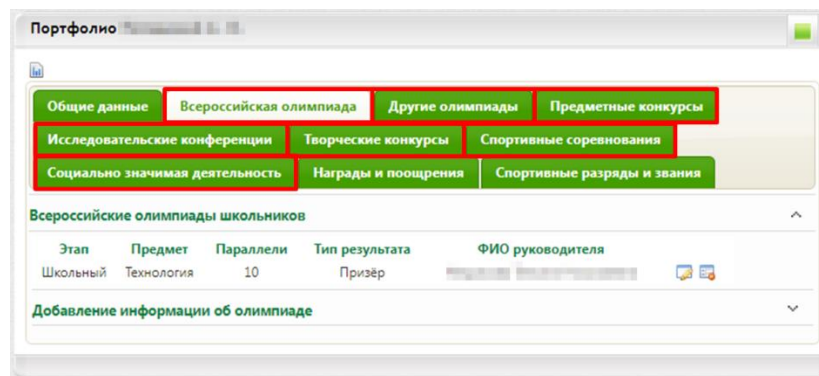 Портфолио
Общие данные Всероссийская олимпиада Другие олимпиады Предметные конкурсы
Исследовательские конференции Творческие конкурсы Спортивные соревнования
Социально значимая деятельность Награды и поощрения Спортивные разряды и звания
Всероссийские олимпиады школьников
Этап Предмет Параллели Тип результата ФИО руководителя
Школьный Технология 10 Призёр
Добавление информации об олимпиаде